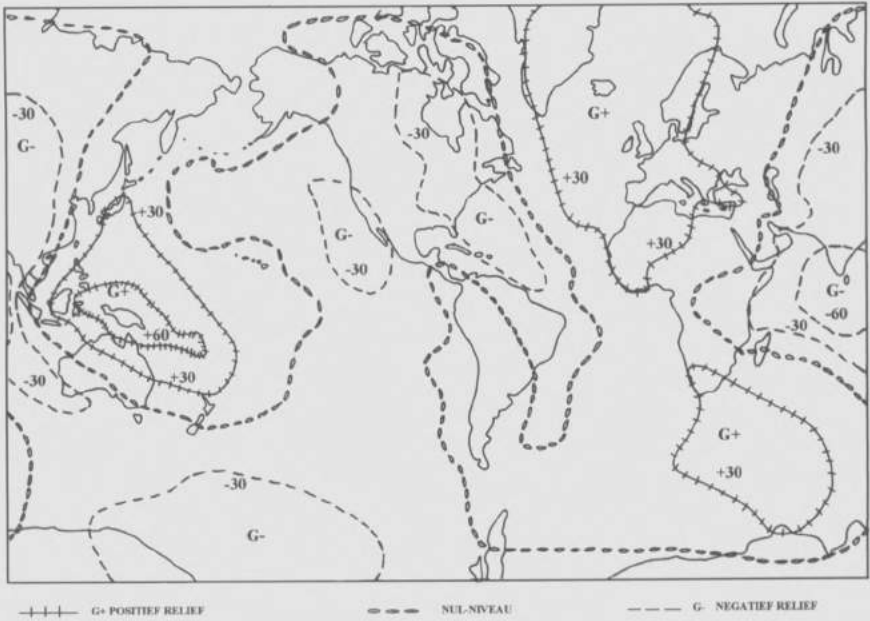 -30
G-
-30
G+
-30
+30
+30
G-
G-
-30
+30
G+
+60
+30
-30
G-
-60
-30
G+
+30
-30
G-
G+ POSITIEF RELIEF
NUL-NIVEAU
G- NEGATIEF RELIEF